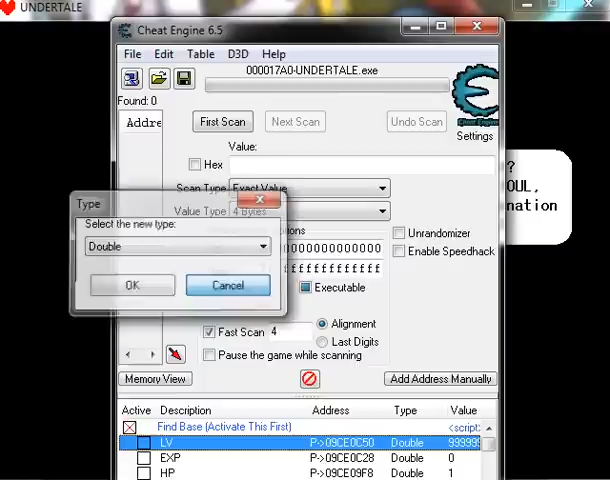 UNDERTALE
Cheat Engine 6.5
File Edit Table D3D Help
000017A0-UNDERTALE.exe
Found: 0
Addre
First Scan Next Scan Undo Scan
Settings
Value:
Hex
Scan Type Exact Value
Value Type 4 Bytes
Type
Select the new type:
Double
OK Cancel
?
OUL,
nation
Unrandomizer
Enable Speedhack
Executable
Fast Scan 4 Alignment
Last Digits
Pause the game while scanning
Memory View Add Address Manually
Active Description Address Type Value
Find Base (Activate This First) <script>
LV P->09CE0C50 Double 999999
EXP P->09CE0C28 Double 0
HP P->09CE09F8 Double 1